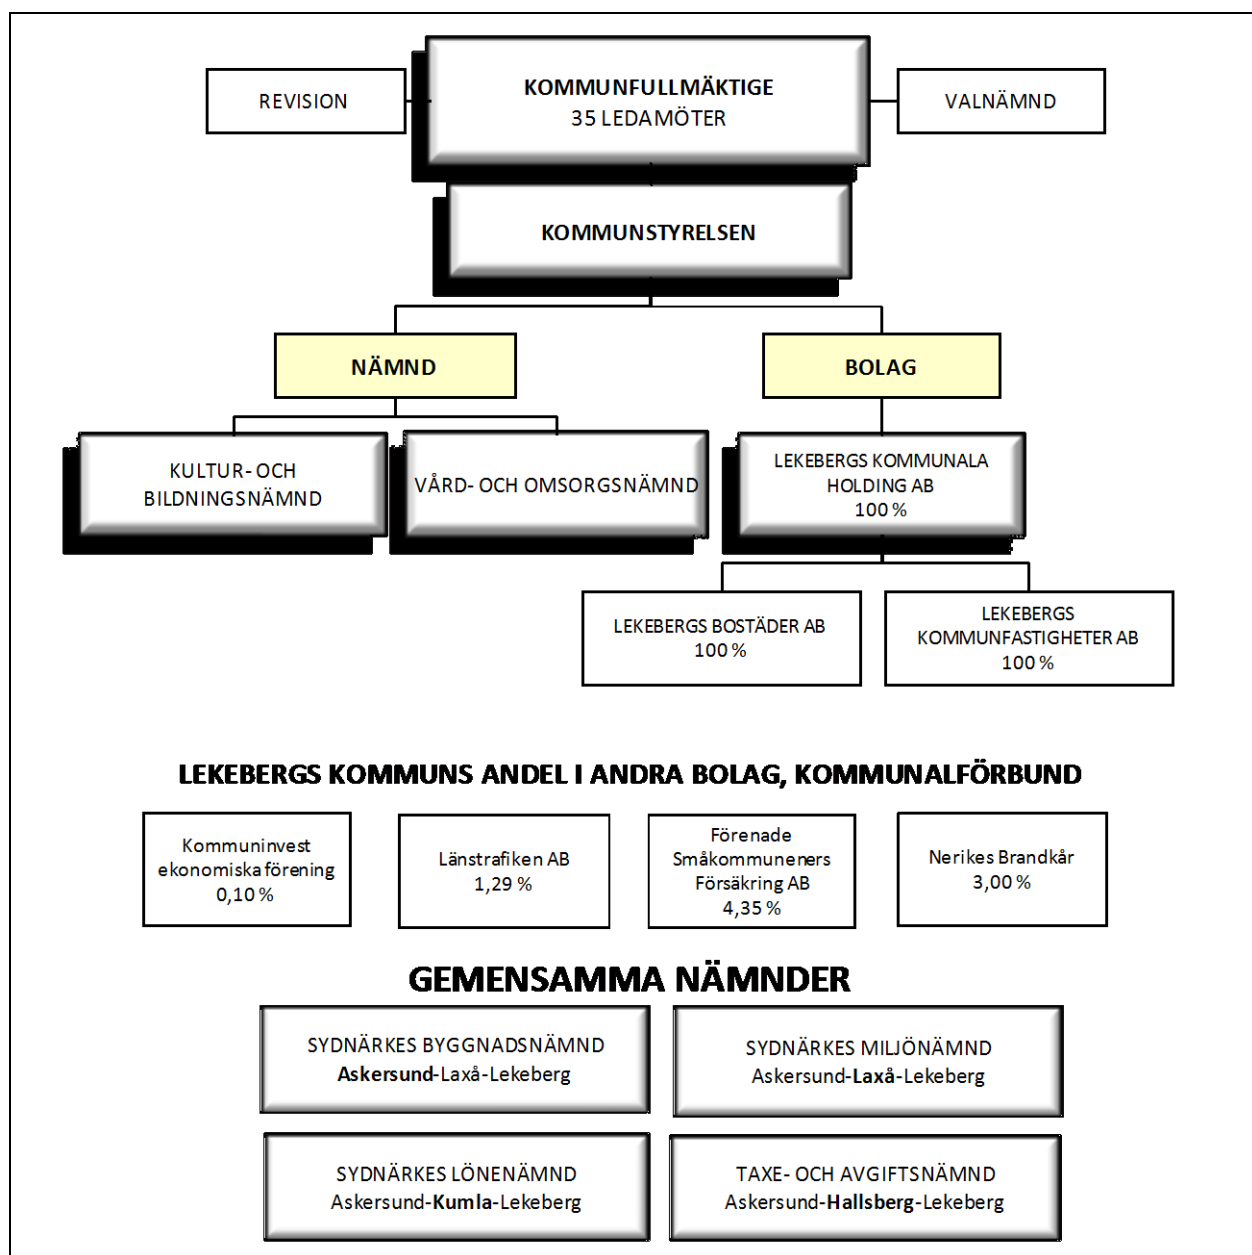 REVISION
KOMMUNFULLMÄKTIGE
35 LEDAMÖTER
VALNÄMND
KOMMUNSTYRELSEN
NÄMND
BOLAG
KULTUR- OCH
BILDNINGSNÄMND
VÅRD- OCH OMSORGSNÄMND
LEKEBERGS KOMMUNALA
HOLDING AB
100 %
LEKEBERGS BOSTÄDER AB
100 %
LEKEBERGS
KOMMUNFASTIGHETER AB
100 %
LEKEBERGS KOMMUNS ANDEL I ANDRA BOLAG, KOMMUNALFÖRBUND
Kommuninvest
ekonomiska förening
0,10 %
Länstrafiken AB
1,29 %
Förenade
Småkommuneners
Försäkring AB
4,35 %
Nerikes Brandkår
3,00 %
GEMENSAMMA NÄMNDER
SYDNÄRKES BYGGNADSNÄMND
Askersund-Laxå-Lekeberg
SYDNÄRKES MILJÖNÄMND
Askersund-Laxå-Lekeberg
SYDNÄRKES LÖNENÄMND
Askersund-Kumla-Lekeberg
TAXE- OCH AVGIFTSNÄMND
Askersund-Hallsberg-Lekeberg